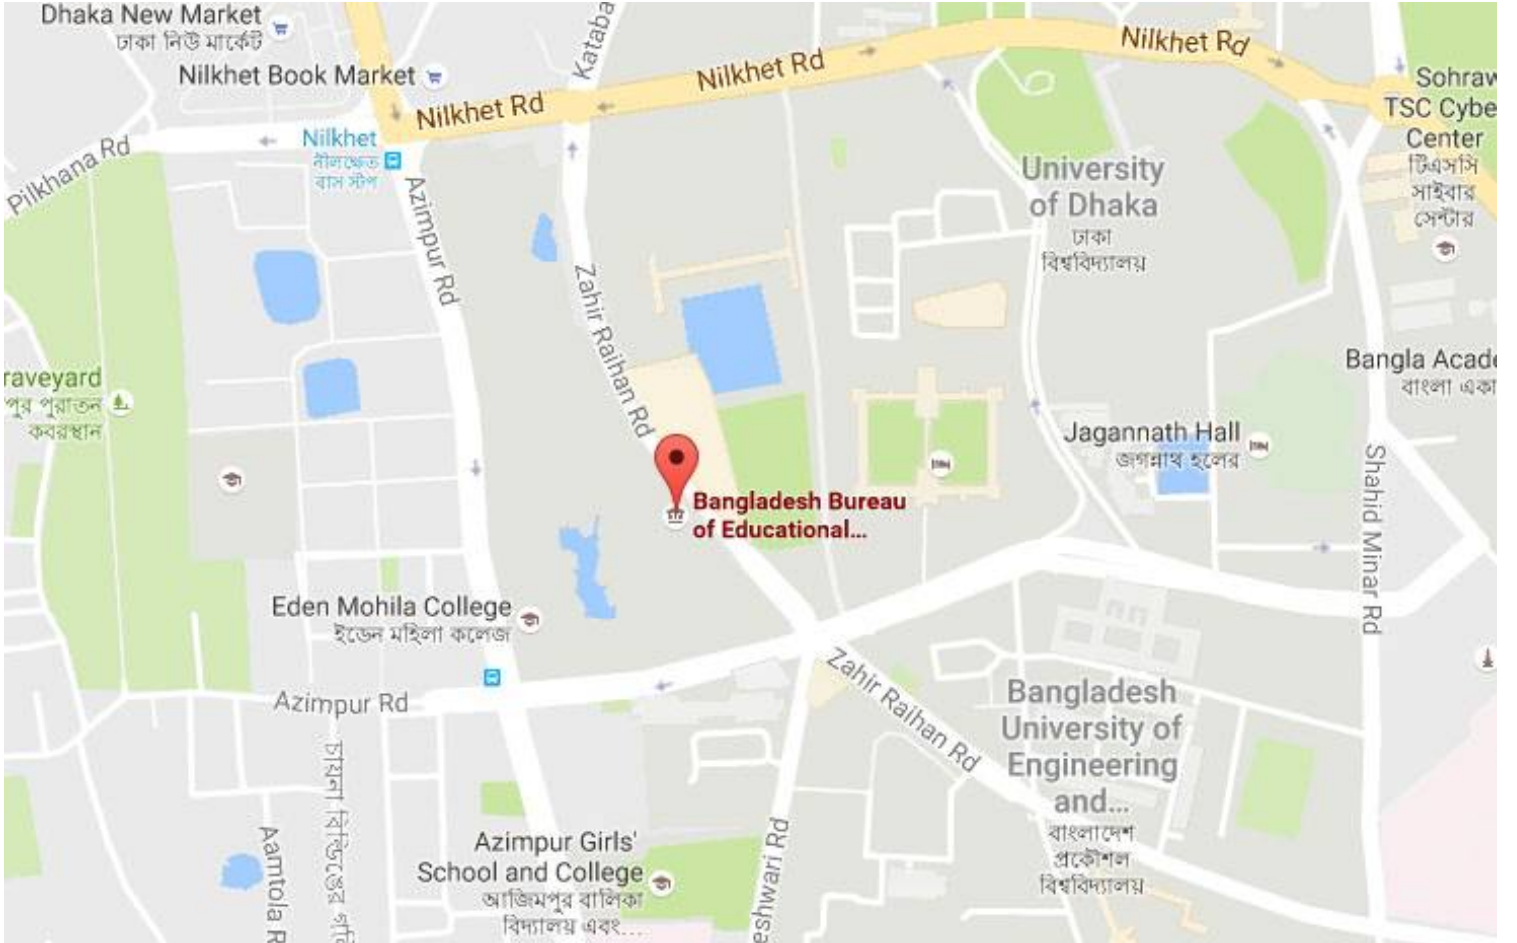 Dhaka New Market
ঢাকা নিউ মার্কেট
Nilkhet Book Market
Kataba
Nilkhet Rd
Nilkhet Rd
Nilkhet Rd
Sohraw
TSC Cybe
Center
টিএসসি
সাইবার
সেন্টার
Pilkhana Rd
Nilkhet
নীলক্ষেত
বাস স্টপ
Azimpur Rd
University
of Dhaka
ঢাকা
বিশ্ববিদ্যালয়
Zahir Raihan Rd
raveyard
পুর পুরাতন
কবরস্থান
Bangla Acade
বাংলা একা
Jagannath Hall
জগন্নাথ হলের
Shahid Minar Rd
Bangladesh Bureau
of Educational...
Eden Mohila College
ইডেন মহিলা কলেজ
Azimpur Rd
Zahir Raihan Rd
Bangladesh
University of
Engineering
and...
বাংলাদেশ
প্রকৌশল
বিশ্ববিদ্যালয়
চায়না বিল্ডিংের গলি
Aamtola R
Azimpur Girls'
School and College
আজিমপুর বালিকা
বিদ্যালয় এবং....
eshwari Rd